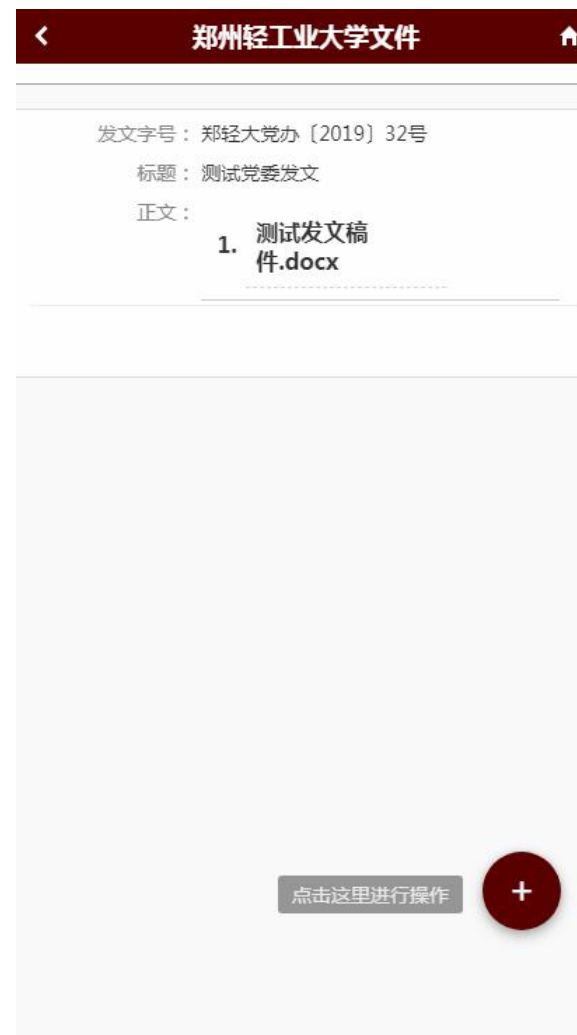 郑州轻工业大学文件
发文字号：郑轻大党办〔2019〕32号
标题：测试党委发文
正文：
1. 测试发文稿
件.docx
点击这里进行操作
+